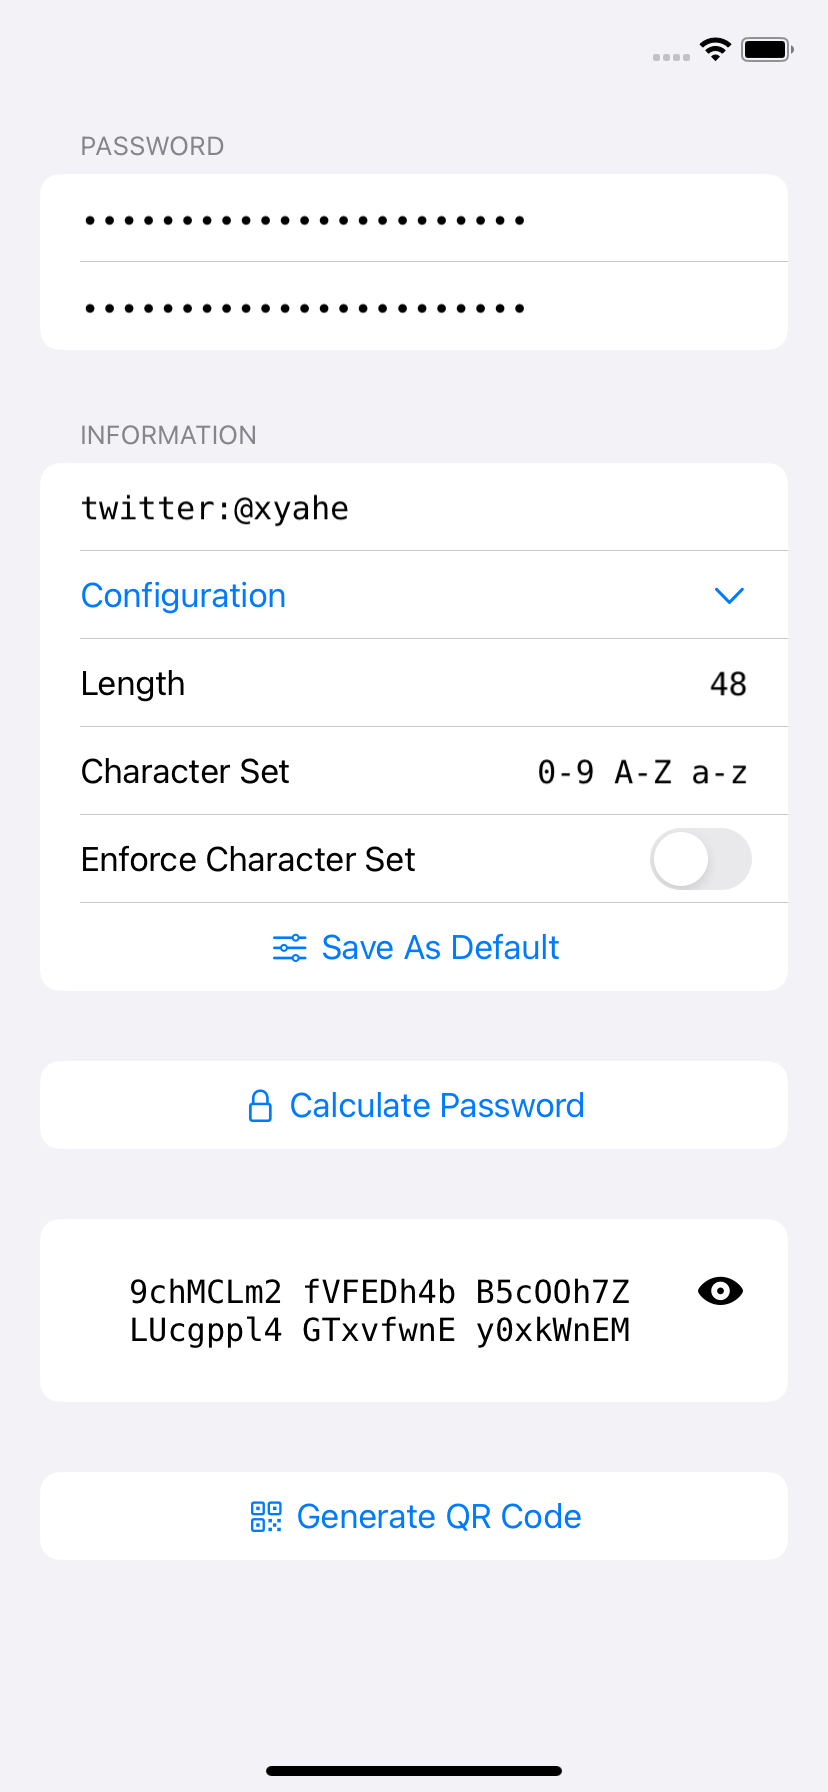 PASSWORD
•••••••••••••••••••••••
•••••••••••••••••••••••
INFORMATION
twitter:@xyahe
Configuration
Length 48
Character Set 0-9 A-Z a-z
Enforce Character Set
Save As Default
Calculate Password
9chMCLm2 fVFEDh4b B5cOOh7Z
LUcgppl4 GTxvfwnE y0xkWnEM
Generate QR Code